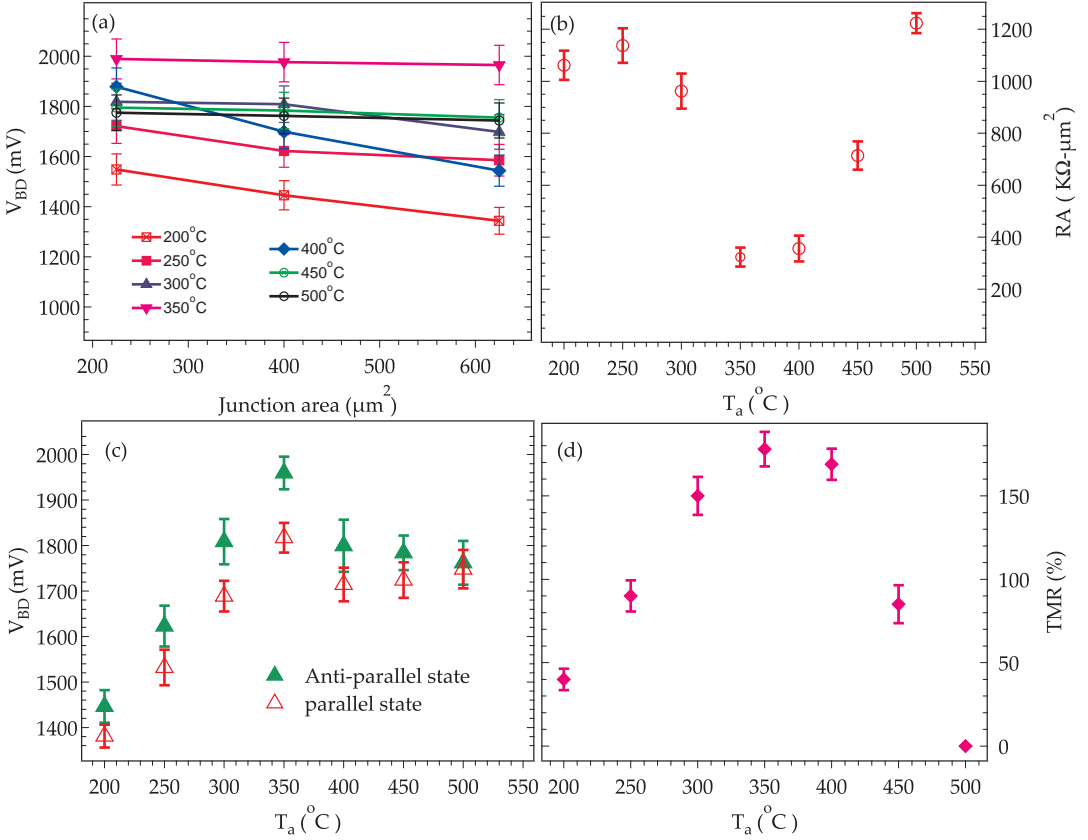 (a)
2000
1800
1600
1400
1200
1000
V_BD (mV)
200°C
250°C
300°C
350°C
400°C
450°C
500°C
200 300 400 500 600
Junction area (μm²)
(b)
1200
1000
800
600
400
200
RA ( KΩ-μm²)
200 250 300 350 400 450 500 550
T_a (°C)
(c)
2000
1900
1800
1700
1600
1500
1400
V_BD (mV)
Anti-parallel state
parallel state
200 250 300 350 400 450 500 550
T_a (°C)
(d)
150
100
50
0
TMR (%)
200 250 300 350 400 450 500
T_a (°C)